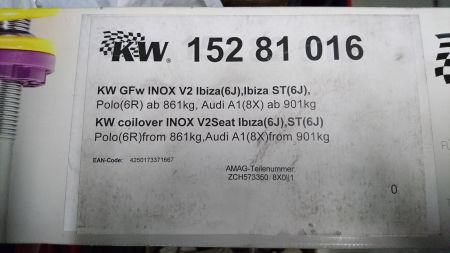 KW® 152 81 016
KW GFw INOX V2 Ibiza(6J),Ibiza ST(6J),
Polo(6R) ab 861kg, Audi A1(8X) ab 901kg
KW coilover INOX V2Seat Ibiza(6J),ST(6J)
Polo(6R)from 861kg,Audi A1(8X)from 901kg
EAN-Code: 4250173371667
AMAG-Teilenummer:
ZCH573350
0